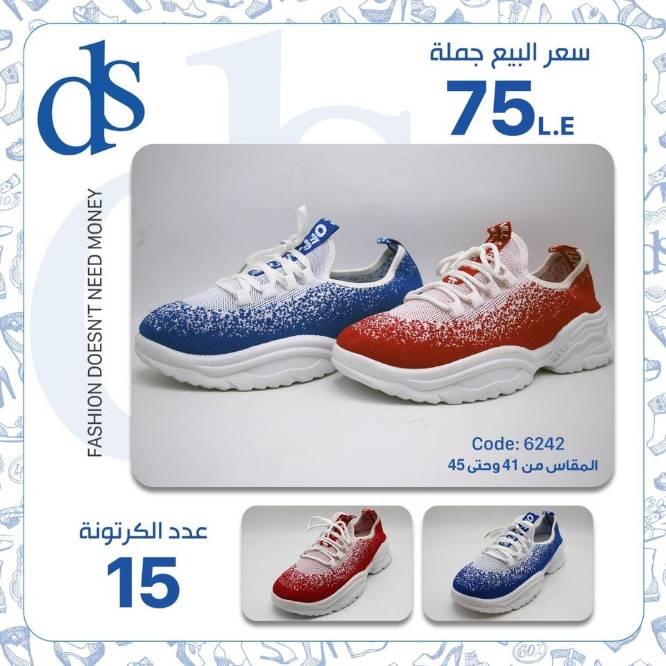 ds
سعر البيع جملة
75L.E
FASHION DOESN'T NEED MONEY
Code: 6242
المقاس من 41 وحتى 45
عدد الكرتونة
15
60%